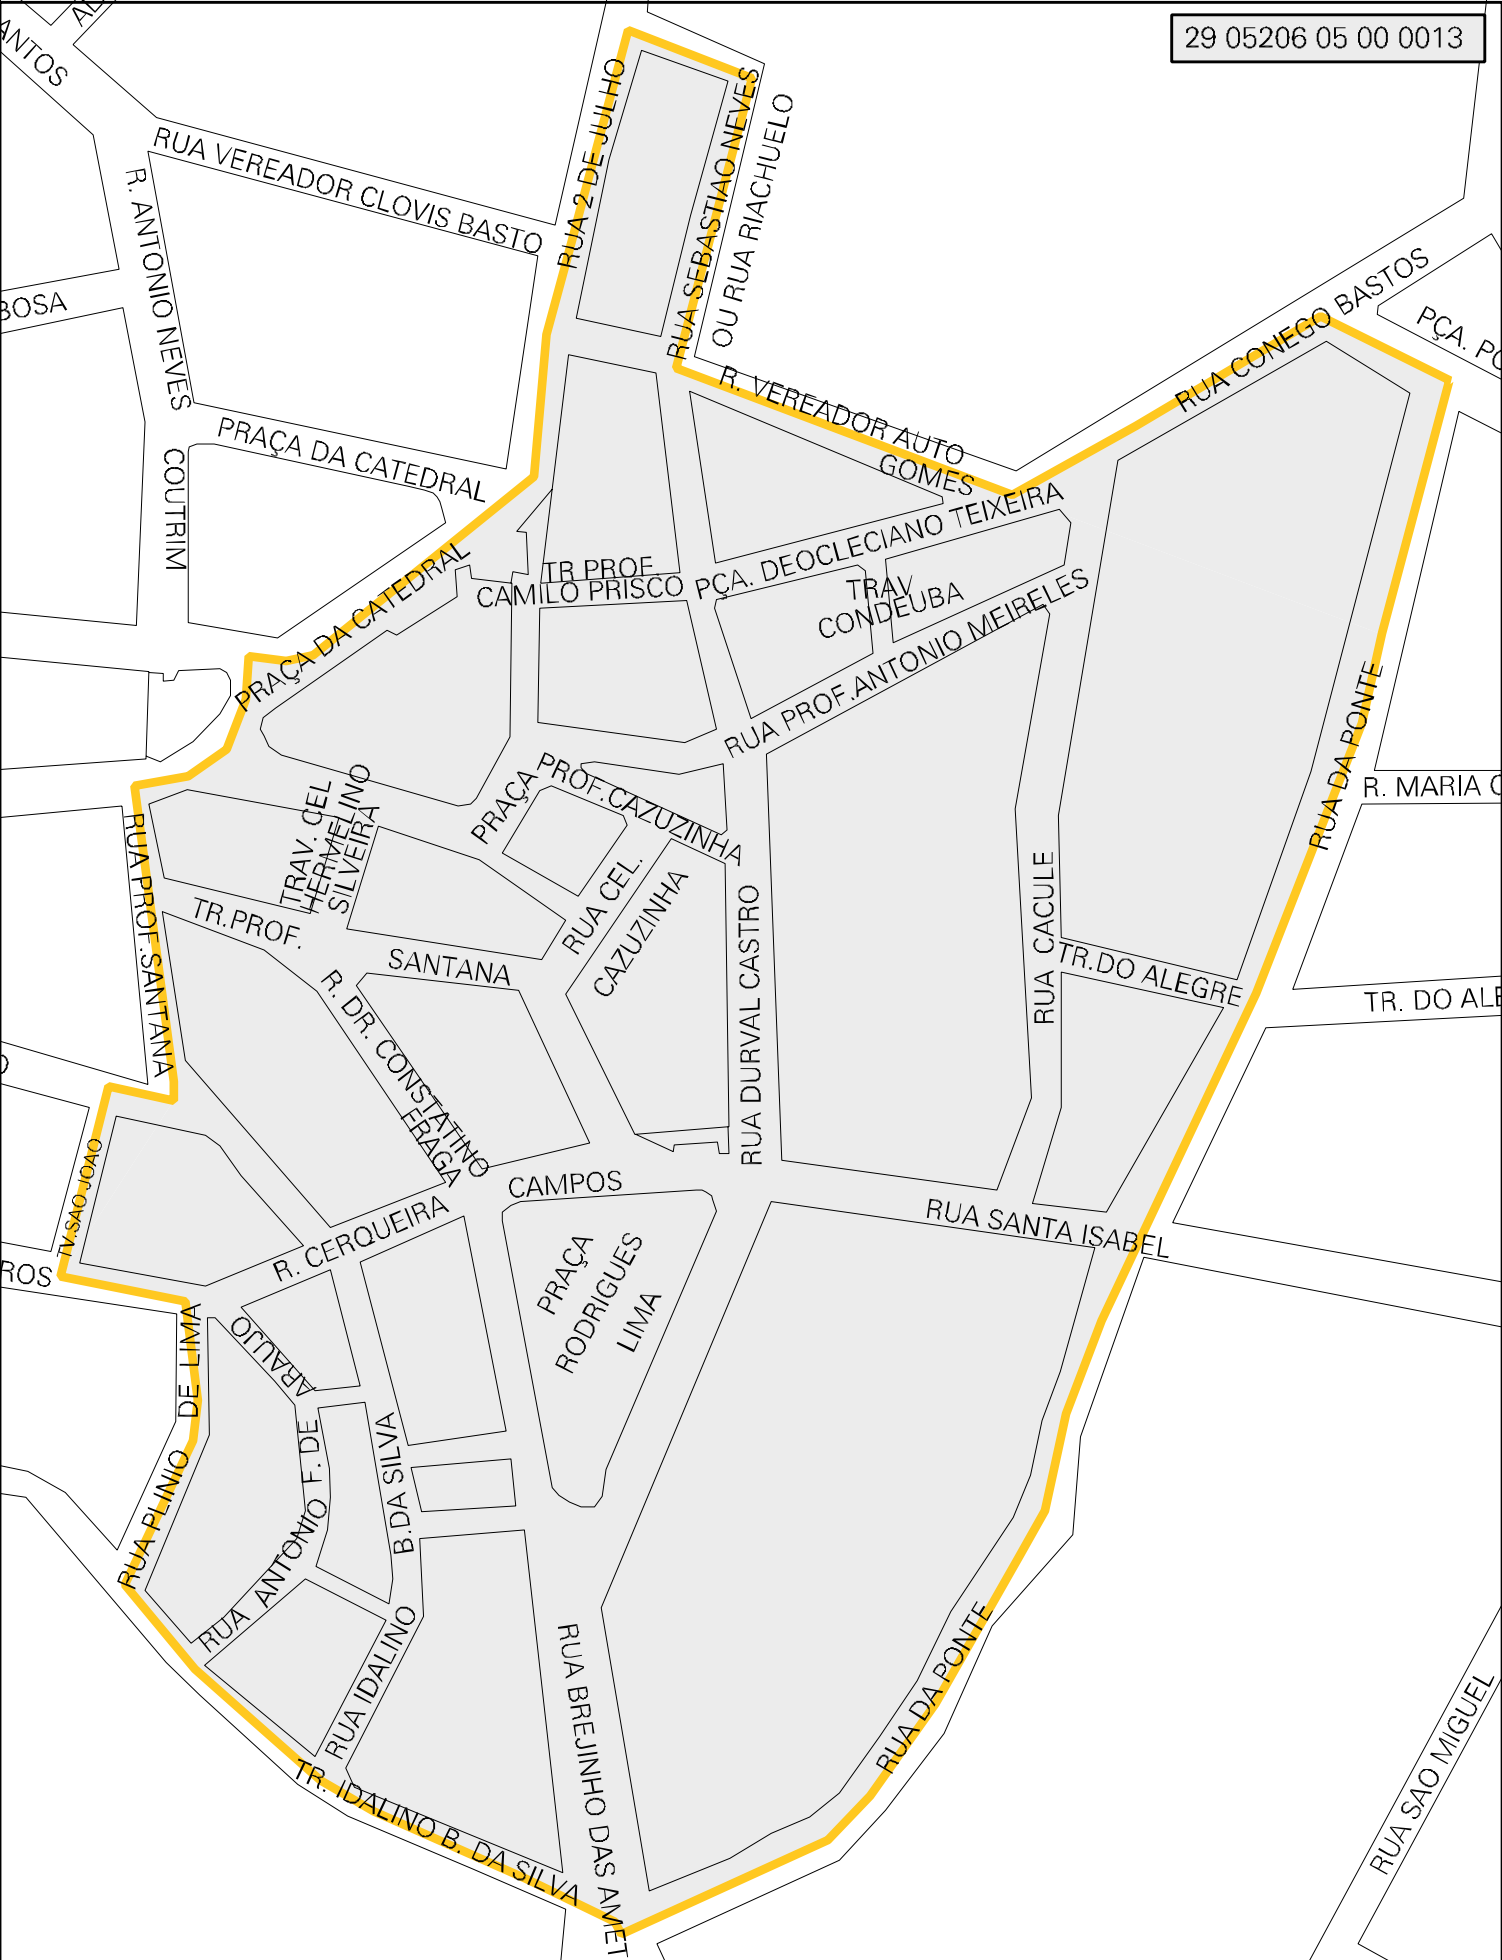 29 05206 05 00 0013
ANTOS
RUA VEREADOR CLOVIS BASTO
R. ANTONIO NEVES
COUTRIM
BOSA
RUA 2 DE JULHO
RUA SEBASTIAO NEVES
OU RUA RIACHUELO
RUA CONEGO BASTOS
PÇA. PO
R. VEREADOR AUTO
GOMES
PRAÇA DA CATEDRAL
PRAÇA DA CATEDRAL
TR PROF.
CAMILO PRISCO
PÇA. DEOCLECIANO TEIXEIRA
TRAV
CONDEUBA
RUA PROF.ANTONIO MEIRELES
RUA DA PONTE
R. MARIA C
PRAÇA
PROF.CAZUZINHA
TRAV. CEL
HERMELINO
SILVEIRA
RUA PROF.SANTANA
TR.PROF.
SANTANA
RUA CEL.
CAZUZINHA
RUA DURVAL CASTRO
RUA CACULE
TR.DO ALEGRE
TR. DO ALE
R. DR. CONSTATINO
FRAGA
TV.SAO JOAO
ROS
R. CERQUEIRA
CAMPOS
RUA SANTA ISABEL
PRAÇA
RODRIGUES
LIMA
RUA PLINIO DE LIMA
RUA ANTONIO F. DE
ARAUJO
RUA IDALINO
B.DA SILVA
RUA BREJINHO DAS AMET
RUA DA PONTE
TR. IDALINO B. DA SILVA
RUA SAO MIGUEL